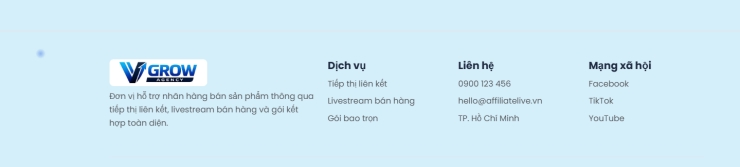 VGROW
AGENCY
Đơn vị hỗ trợ nhãn hàng bán sản phẩm thông qua
tiếp thị liên kết, livestream bán hàng và gói kết
hợp toàn diện.
Dịch vụ
Tiếp thị liên kết
Livestream bán hàng
Gói bao trọn
Liên hệ
0900 123 456
hello@affiliatelive.vn
TP. Hồ Chí Minh
Mạng xã hội
Facebook
TikTok
YouTube